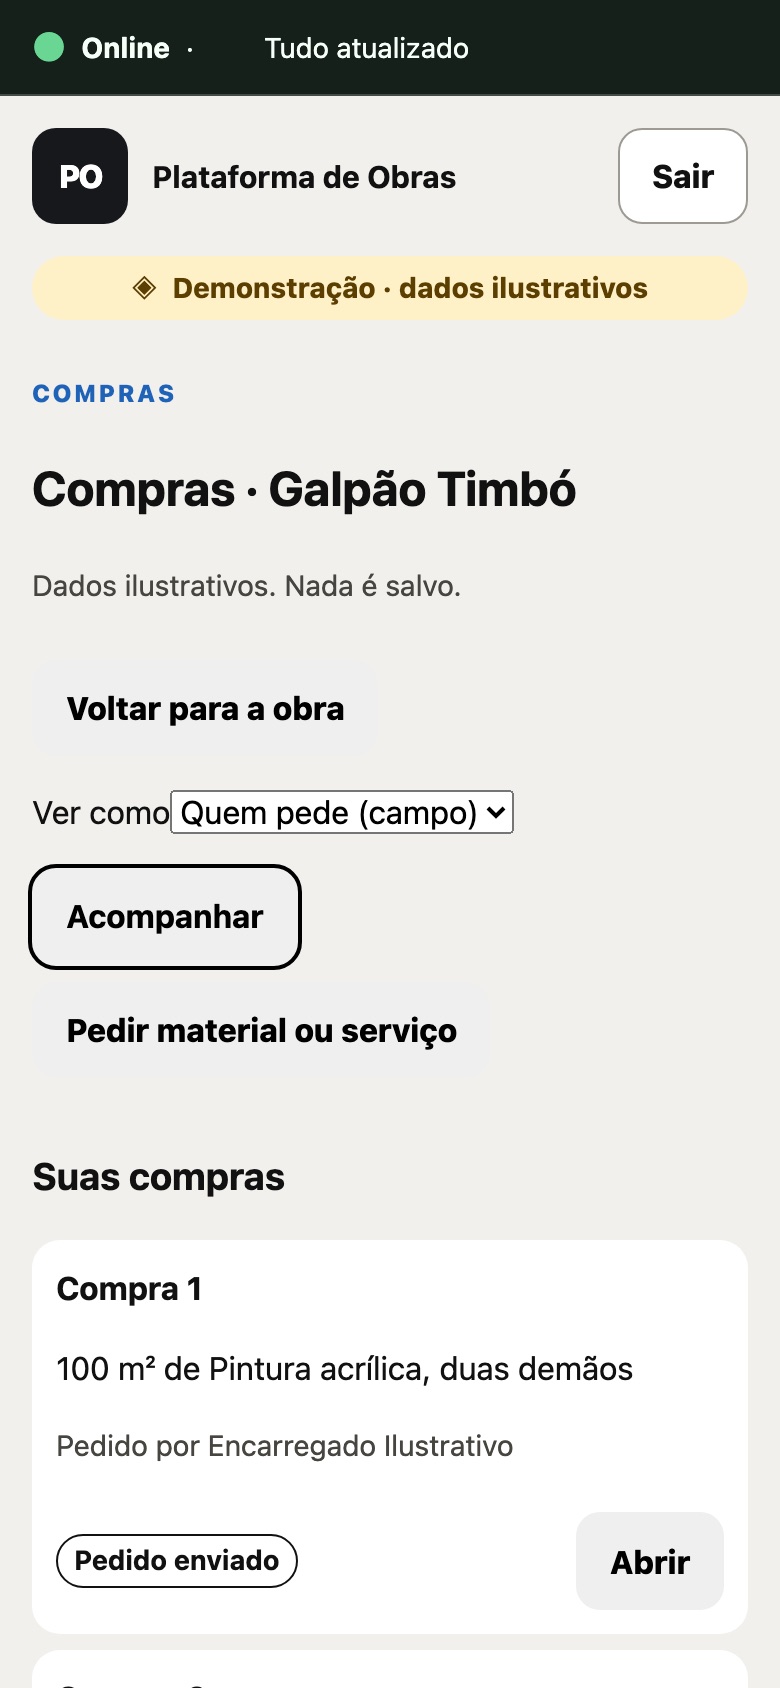 Online · Tudo atualizado
PO Plataforma de Obras Sair
Demonstração · dados ilustrativos
COMPRAS
Compras · Galpão Timbó
Dados ilustrativos. Nada é salvo.
Voltar para a obra
Ver como Quem pede (campo)
Acompanhar
Pedir material ou serviço
Suas compras
Compra 1
100 m² de Pintura acrílica, duas demãos
Pedido por Encarregado Ilustrativo
Pedido enviado Abrir